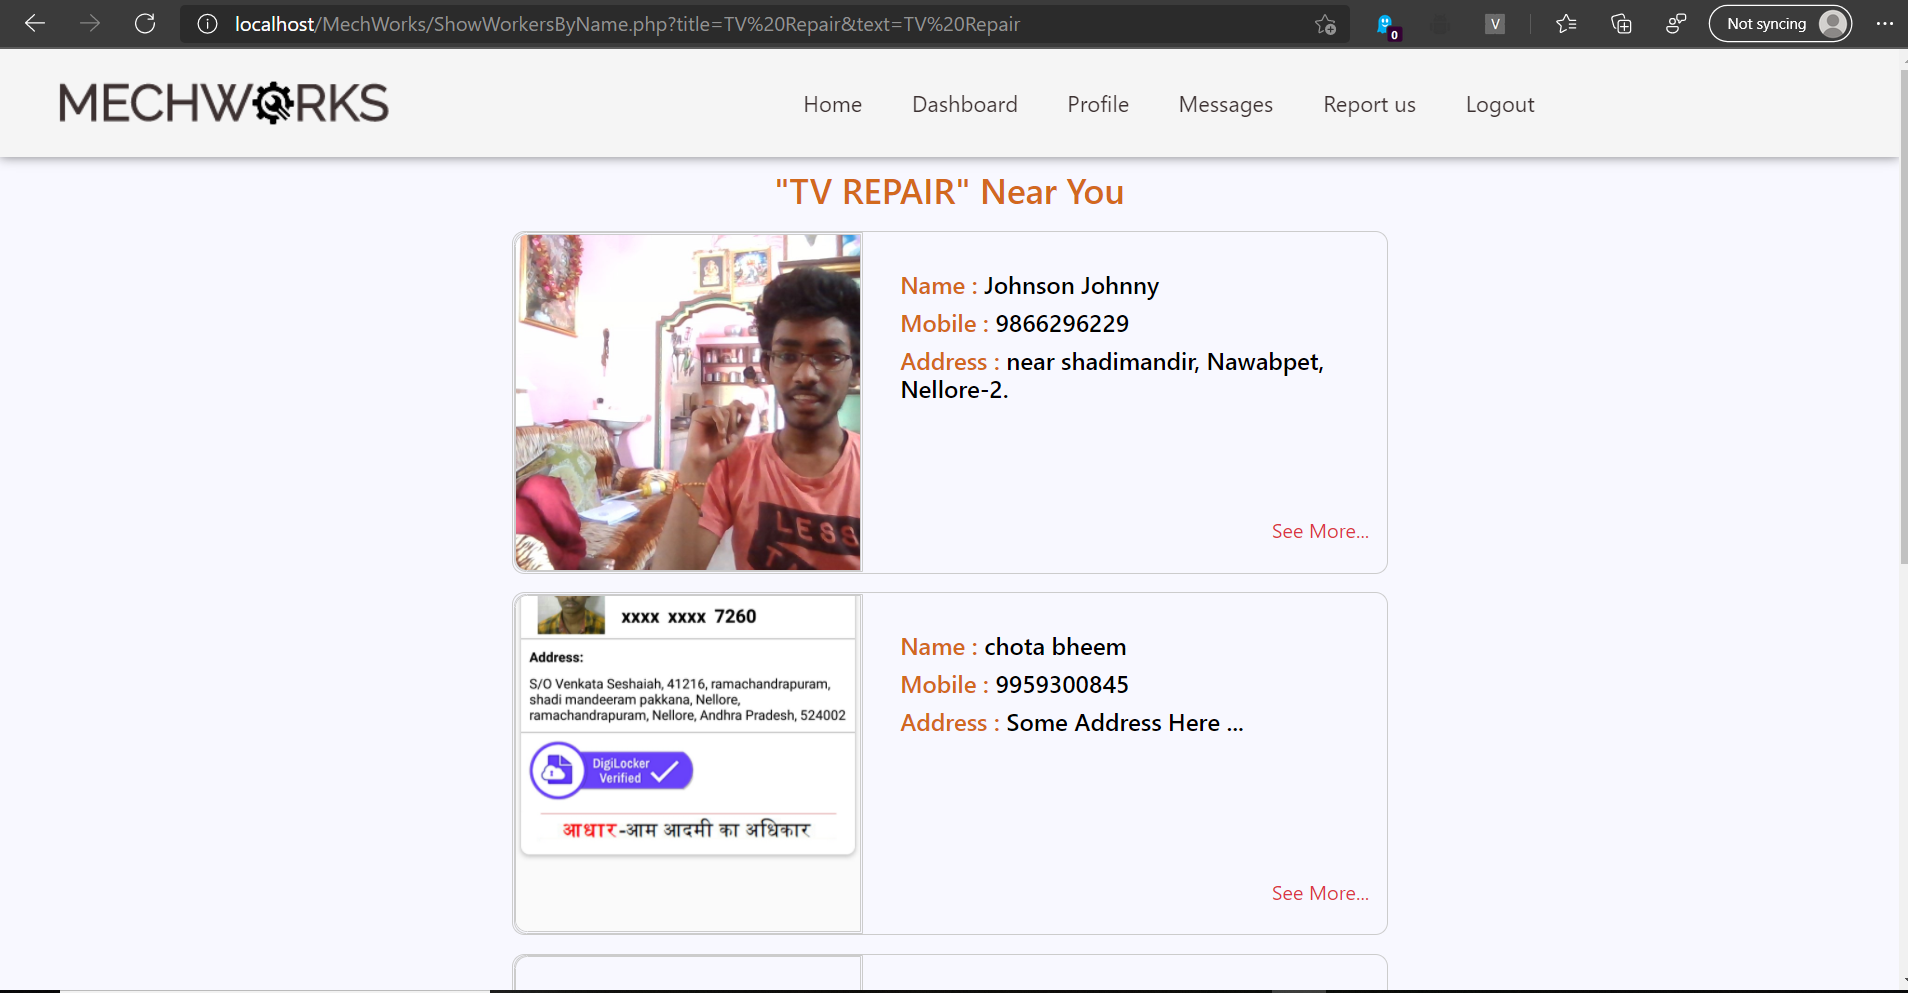 localhost/MechWorks/ShowWorkersByName.php?title=TV%20Repair&text=TV%20Repair
0
V
Not syncing
MECHWORKS
Home Dashboard Profile Messages Report us Logout
"TV REPAIR" Near You
Name : Johnson Johnny
Mobile : 9866296229
Address : near shadimandir, Nawabpet,
Nellore-2.
LESS
See More...
xxxx xxxx 7260
Address:
S/O Venkata Seshaiah, 41216, ramachandrapuram,
shadi mandeeram pakkana, Nellore,
ramachandrapuram, Nellore, Andhra Pradesh, 524002
DigiLocker
Verified
आधार-आम आदमी का अधिकार
Name : chota bheem
Mobile : 9959300845
Address : Some Address Here ...
See More...